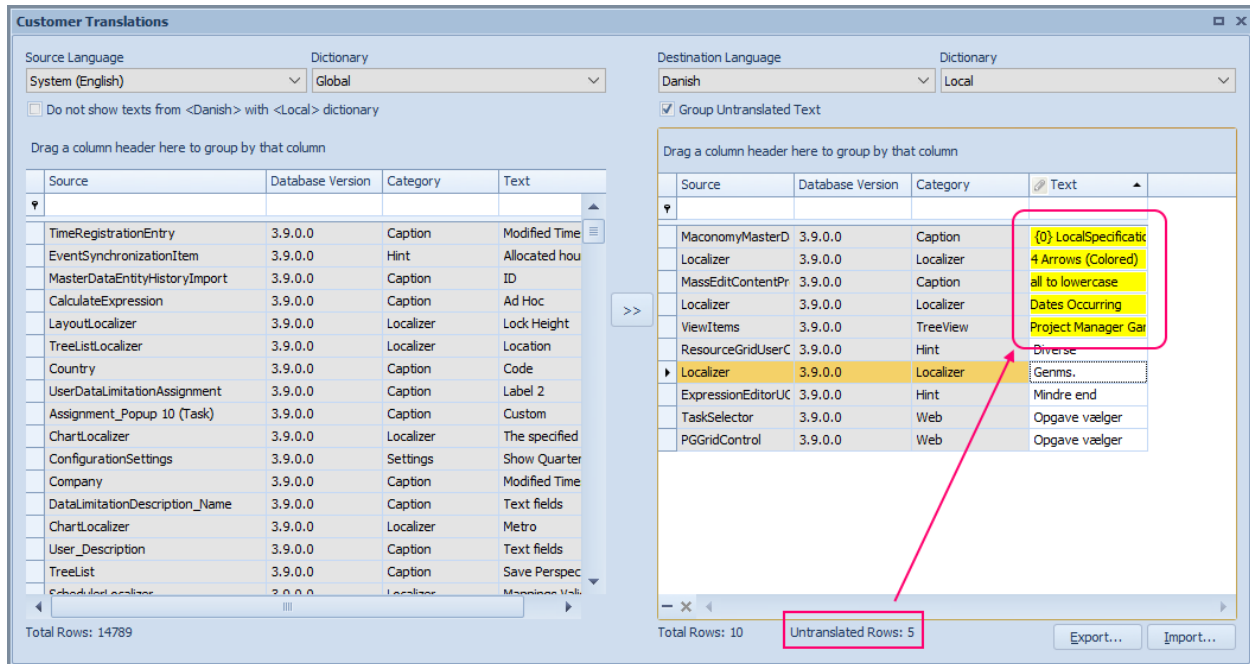 Customer Translations
Source Language Dictionary
System (English) Global
Do not show texts from <Danish> with <Local> dictionary
Drag a column header here to group by that column
Source Database Version Category Text
TimeRegistrationEntry 3.9.0.0 Caption Modified Time
EventSynchronizationItem 3.9.0.0 Hint Allocated hou
MasterDataEntityHistoryImport 3.9.0.0 Caption ID
CalculateExpression 3.9.0.0 Caption Ad Hoc
LayoutLocalizer 3.9.0.0 Localizer Lock Height
TreeListLocalizer 3.9.0.0 Localizer Location
Country 3.9.0.0 Caption Code
UserDataLimitationAssignment 3.9.0.0 Caption Label 2
Assignment_Popup 10 (Task) 3.9.0.0 Caption Custom
ChartLocalizer 3.9.0.0 Localizer The specified
ConfigurationSettings 3.9.0.0 Settings Show Quarter
Company 3.9.0.0 Caption Modified Time
DataLimitationDescription_Name 3.9.0.0 Caption Text fields
ChartLocalizer 3.9.0.0 Localizer Metro
User_Description 3.9.0.0 Caption Text fields
TreeList 3.9.0.0 Caption Save Perspec
SchedulerLocalizer 3.9.0.0 Localizer Mappings Vali
Total Rows: 14789
>>
Destination Language Dictionary
Danish Local
Group Untranslated Text
Drag a column header here to group by that column
Source Database Version Category Text
MaconomyMasterD 3.9.0.0 Caption {0} LocalSpecificatic
Localizer 3.9.0.0 Localizer 4 Arrows (Colored)
MassEditContentPr 3.9.0.0 Caption all to lowercase
Localizer 3.9.0.0 Localizer Dates Occurring
ViewItems 3.9.0.0 TreeView Project Manager Gar
ResourceGridUserC 3.9.0.0 Hint Diverse
Localizer 3.9.0.0 Localizer Genms.
ExpressionEditorUC 3.9.0.0 Hint Mindre end
TaskSelector 3.9.0.0 Web Opgave vælger
PGGridControl 3.9.0.0 Web Opgave vælger
Total Rows: 10 Untranslated Rows: 5
Export... Import...